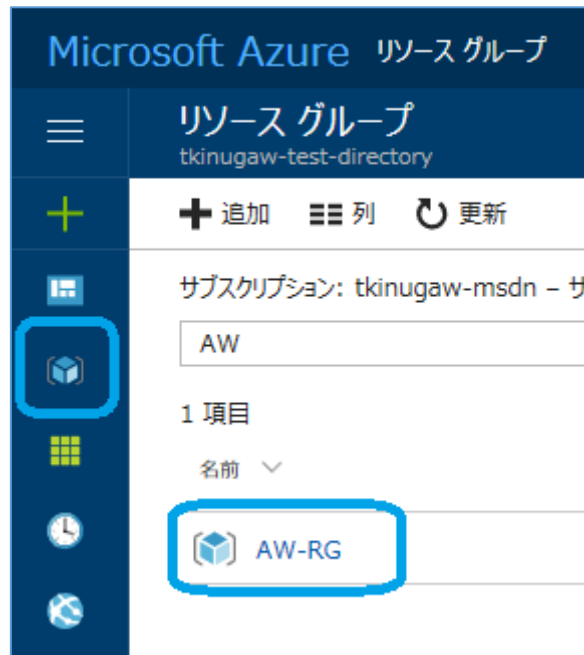 Microsoft Azure リソース グループ
リソース グループ
tkinugaw-test-directory
追加 列 更新
サブスクリプション: tkinugaw-msdn – サ
AW
1 項目
名前
AW-RG